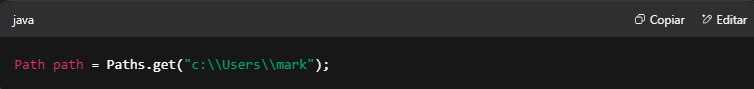 java Copiar Editar
Path path = Paths.get("c:\\Users\\mark");